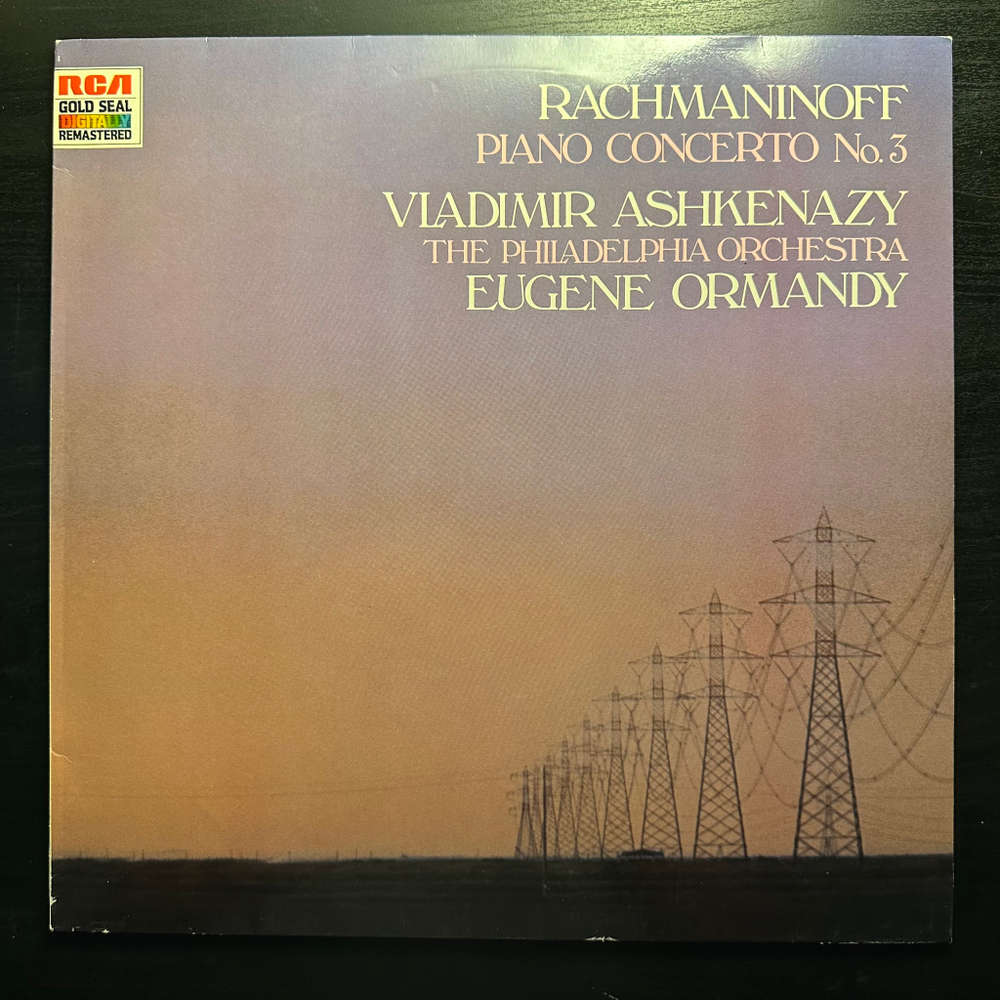 RCA
GOLD SEAL
DIGITALLY
REMASTERED
RACHMANINOFF
PIANO CONCERTO No. 3
VLADIMIR ASHKENAZY
THE PHILADELPHIA ORCHESTRA
EUGENE ORMANDY